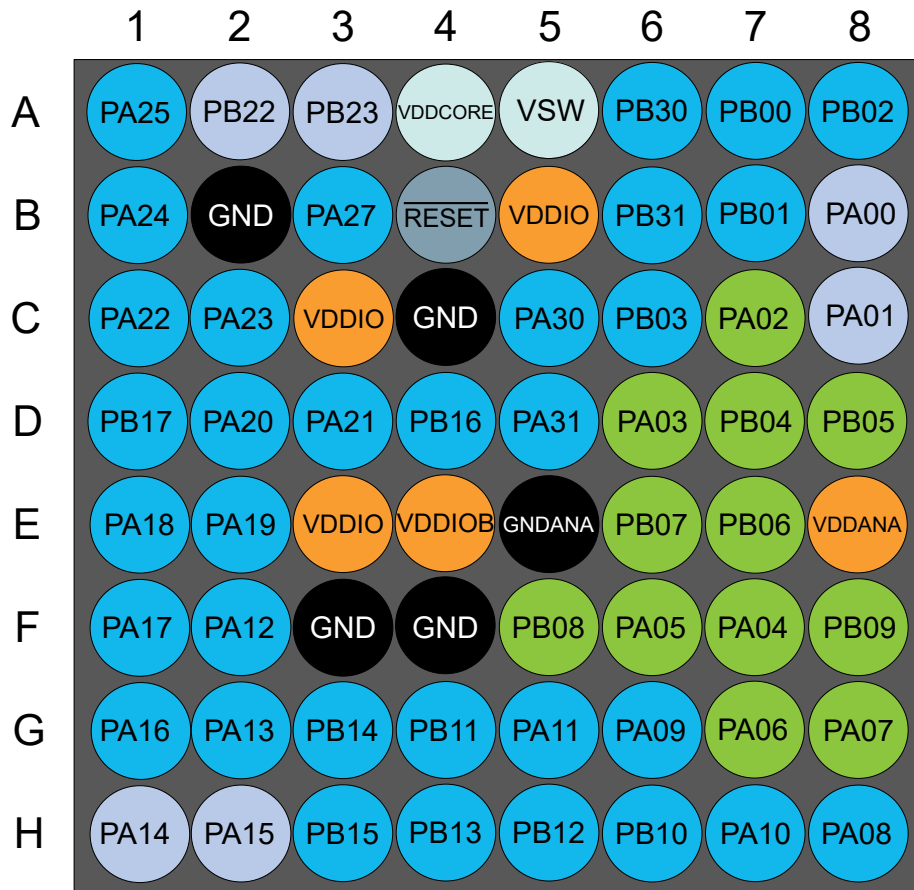 1 2 3 4 5 6 7 8
A PA25 PB22 PB23 VDDCORE VSW PB30 PB00 PB02
B PA24 GND PA27 RESET VDDIO PB31 PB01 PA00
C PA22 PA23 VDDIO GND PA30 PB03 PA02 PA01
D PB17 PA20 PA21 PB16 PA31 PA03 PB04 PB05
E PA18 PA19 VDDIO VDDIOB GNDANA PB07 PB06 VDDANA
F PA17 PA12 GND GND PB08 PA05 PA04 PB09
G PA16 PA13 PB14 PB11 PA11 PA09 PA06 PA07
H PA14 PA15 PB15 PB13 PB12 PB10 PA10 PA08